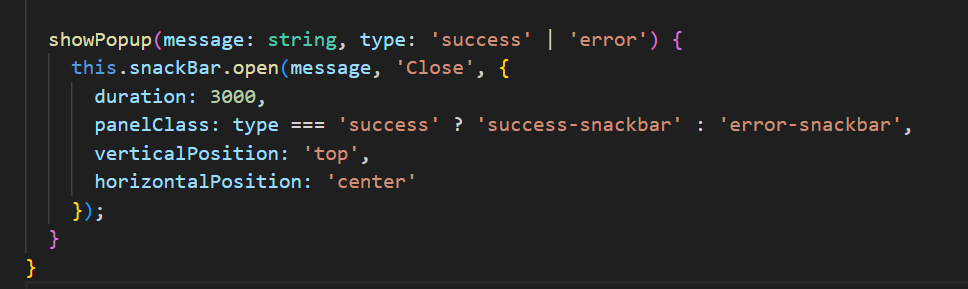 showPopup(message: string, type: 'success' | 'error') {
this.snackBar.open(message, 'Close', {
duration: 3000,
panelClass: type === 'success' ? 'success-snackbar' : 'error-snackbar',
verticalPosition: 'top',
horizontalPosition: 'center'
});
}
}